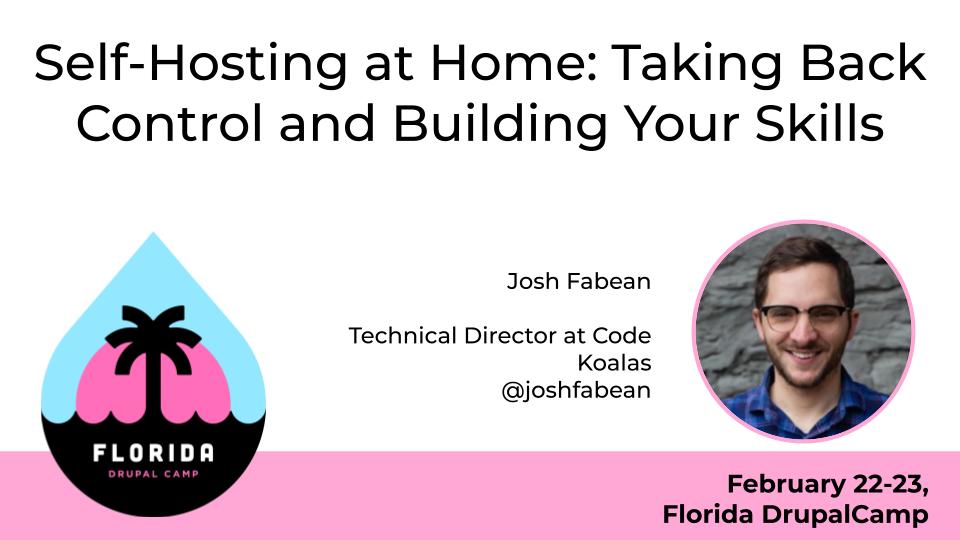 Self-Hosting at Home: Taking Back
Control and Building Your Skills
Josh Fabean
Technical Director at Code
Koalas
@joshfabean
FLORIDA
DRUPAL CAMP
February 22-23,
Florida DrupalCamp